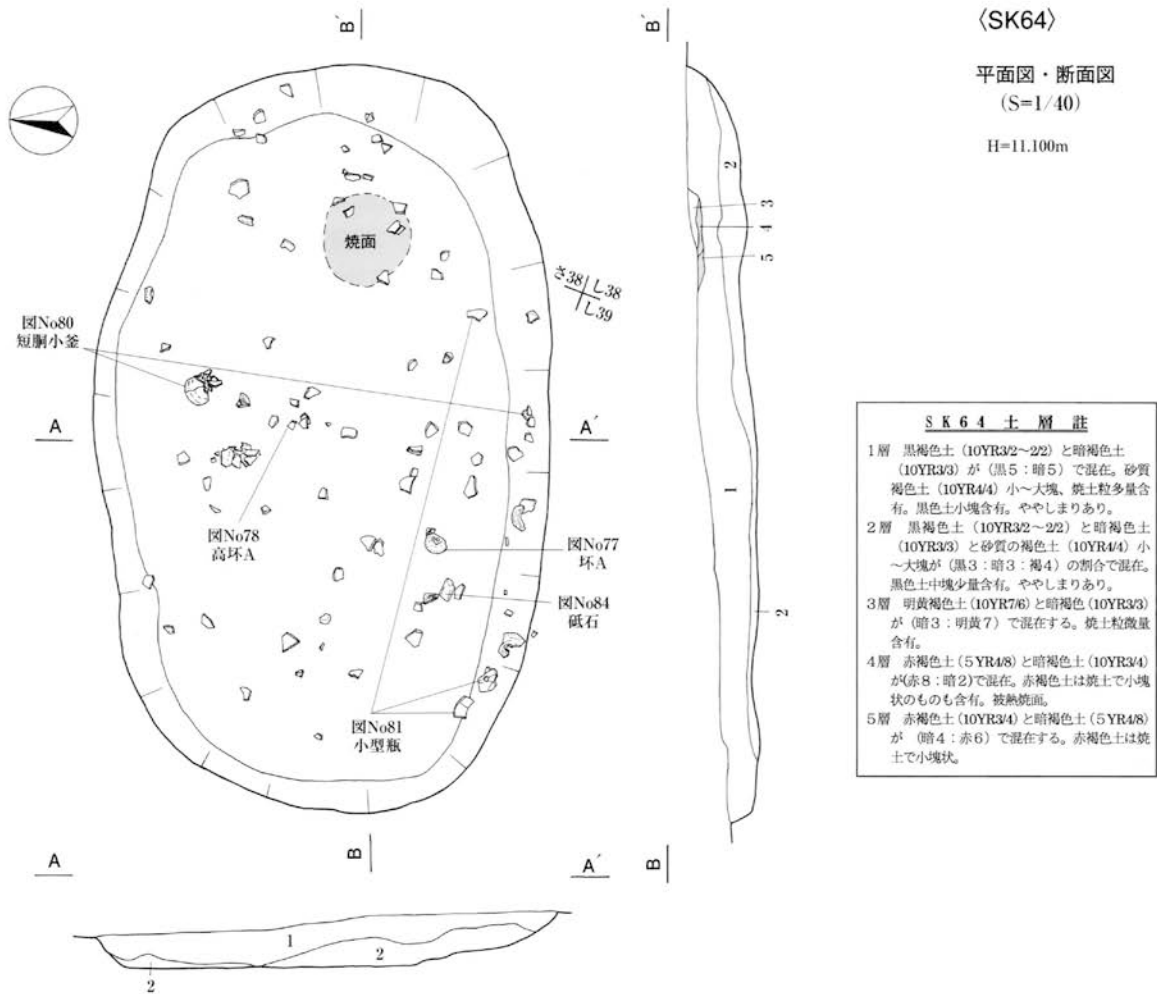 〈SK64〉
平面図・断面図
(S=1/40)
H=11.100m
B′
B′
焼面
2
3
4
5
さ38 し38
し39
図No80
短胴小釜
A
A′
図No78
高坏A
図No77
坏A
図No84
砥石
図No81
小型瓶
1
2
B
B
A
A′
1
2
2
SK64 土層註
1層 黒褐色土(10YR3/2〜2/2)と暗褐色土
(10YR3/3)が(黒5:暗5)で混在。砂質
褐色土(10YR4/4)小〜大塊、焼土粒多量含
有。黒色土小塊含有。ややしまりあり。
2層 黒褐色土(10YR3/2〜2/2)と暗褐色土
(10YR3/3)と砂質の褐色土(10YR4/4)小
〜大塊が(黒3:暗3:褐4)の割合で混在。
黒色土中塊少量含有。ややしまりあり。
3層 明黄褐色土(10YR7/6)と暗褐色(10YR3/3)
が(暗3:明黄7)で混在する。焼土粒微量
含有。
4層 赤褐色土(5YR4/8)と暗褐色土(10YR3/4)
が(赤8:暗2)で混在。赤褐色土は焼土で小塊
状のものも含有。被熱焼面。
5層 赤褐色土(10YR3/4)と暗褐色土(5YR4/8)
が(暗4:赤6)で混在する。赤褐色土は焼
土で小塊状。